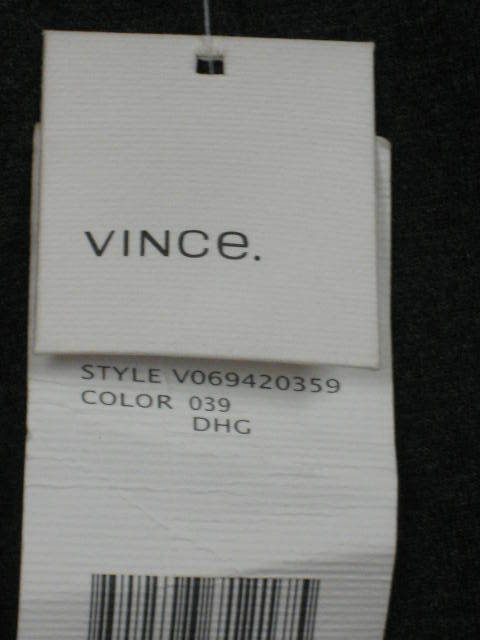 VINCe.
STYLE V069420359
COLOR 039
DHG